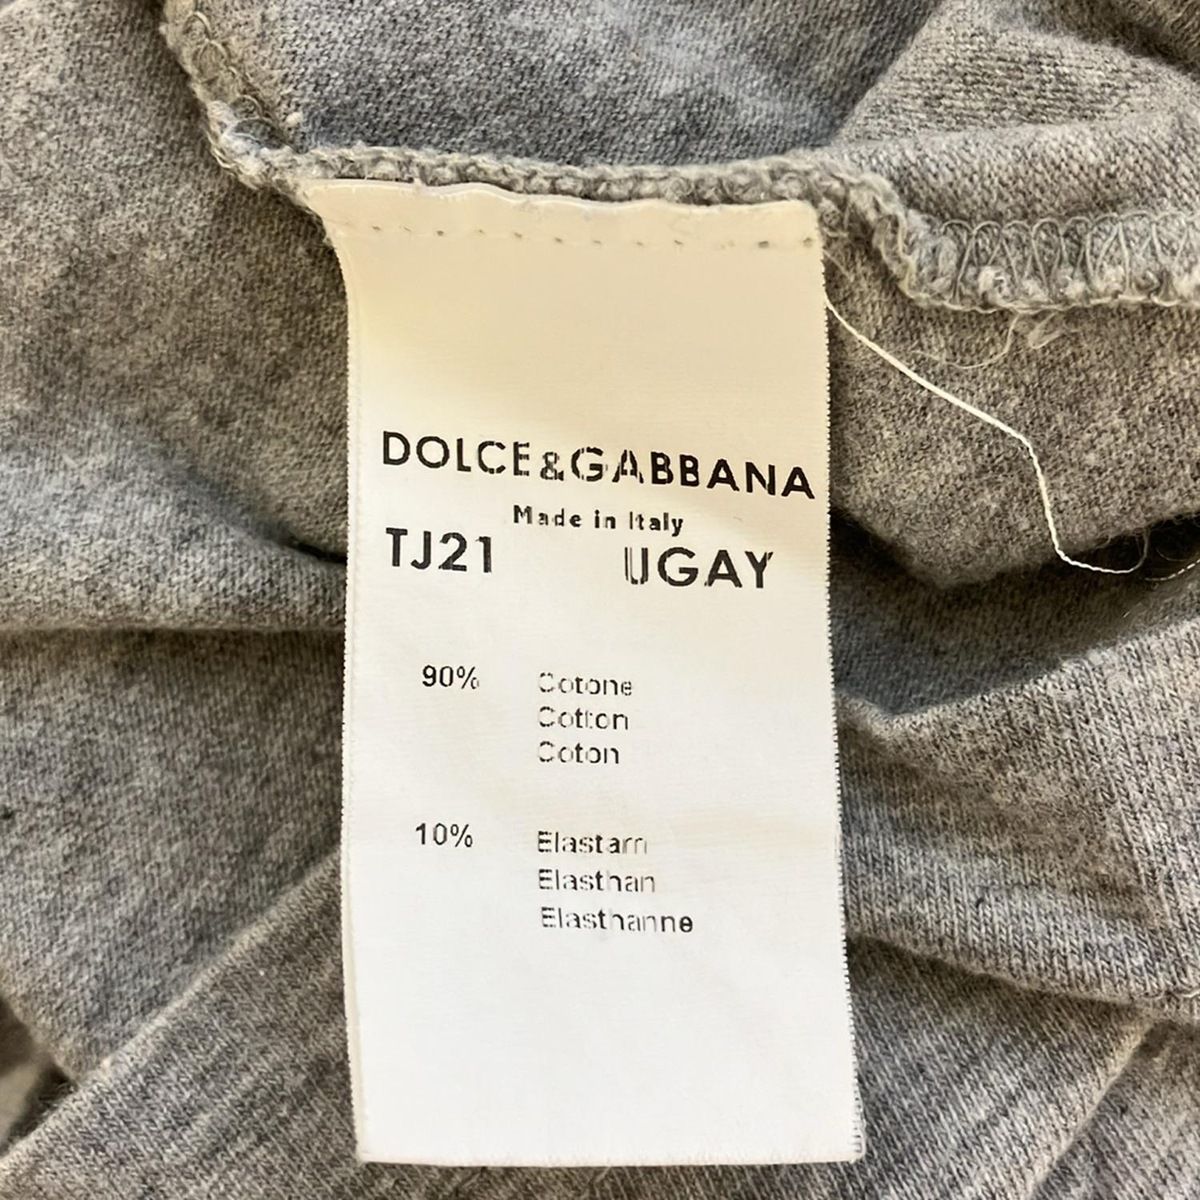 DOLCE&GABBANA
Made in Italy
TJ21 UGAY
90% Cotone
Cotton
Coton
10% Elastam
Elasthan
Elasthanne